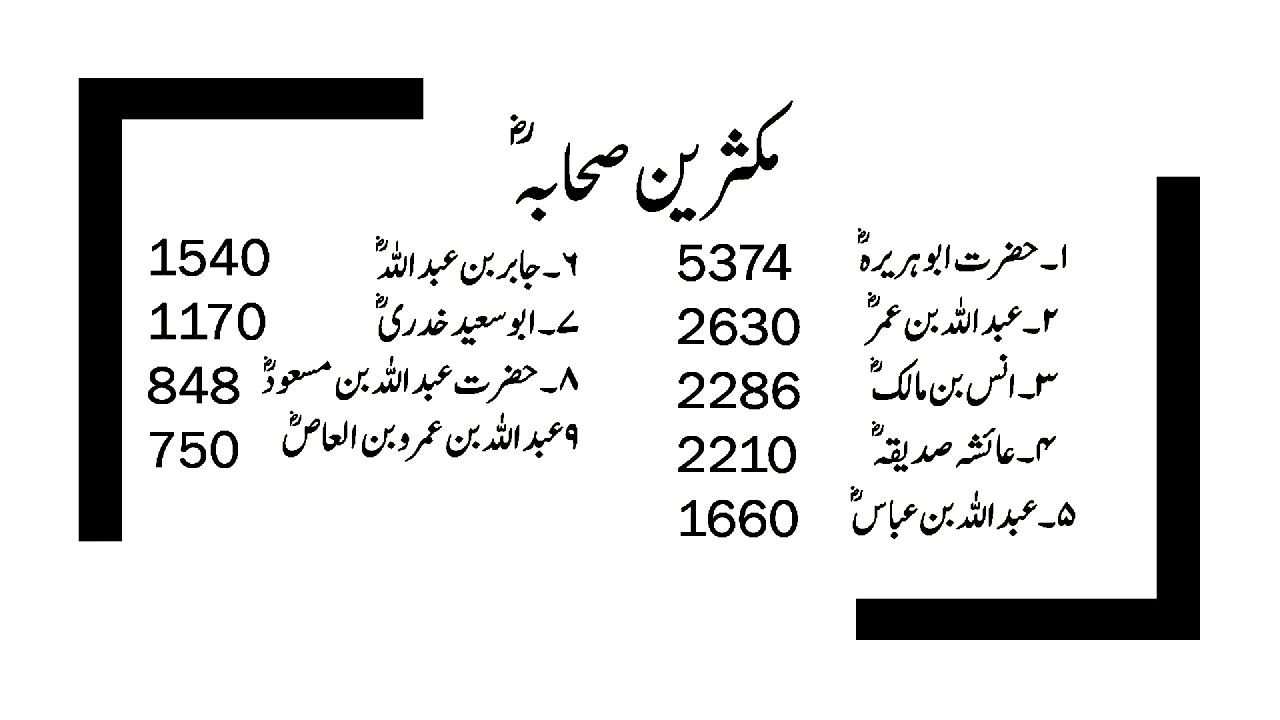 مکثرین صحابہؓ
۱۔حضرت ابوہریرہؓ 5374
۲۔عبداللہ بن عمرؓ 2630
۳۔انس بن مالکؓ 2286
۴۔عائشہ صدیقہؓ 2210
۵۔عبداللہ بن عباسؓ 1660
۶۔جابر بن عبداللہؓ 1540
۷۔ابوسعید خدریؓ 1170
۸۔حضرت عبداللہ بن مسعودؓ 848
۹عبداللہ بن عمرو بن العاصؓ 750